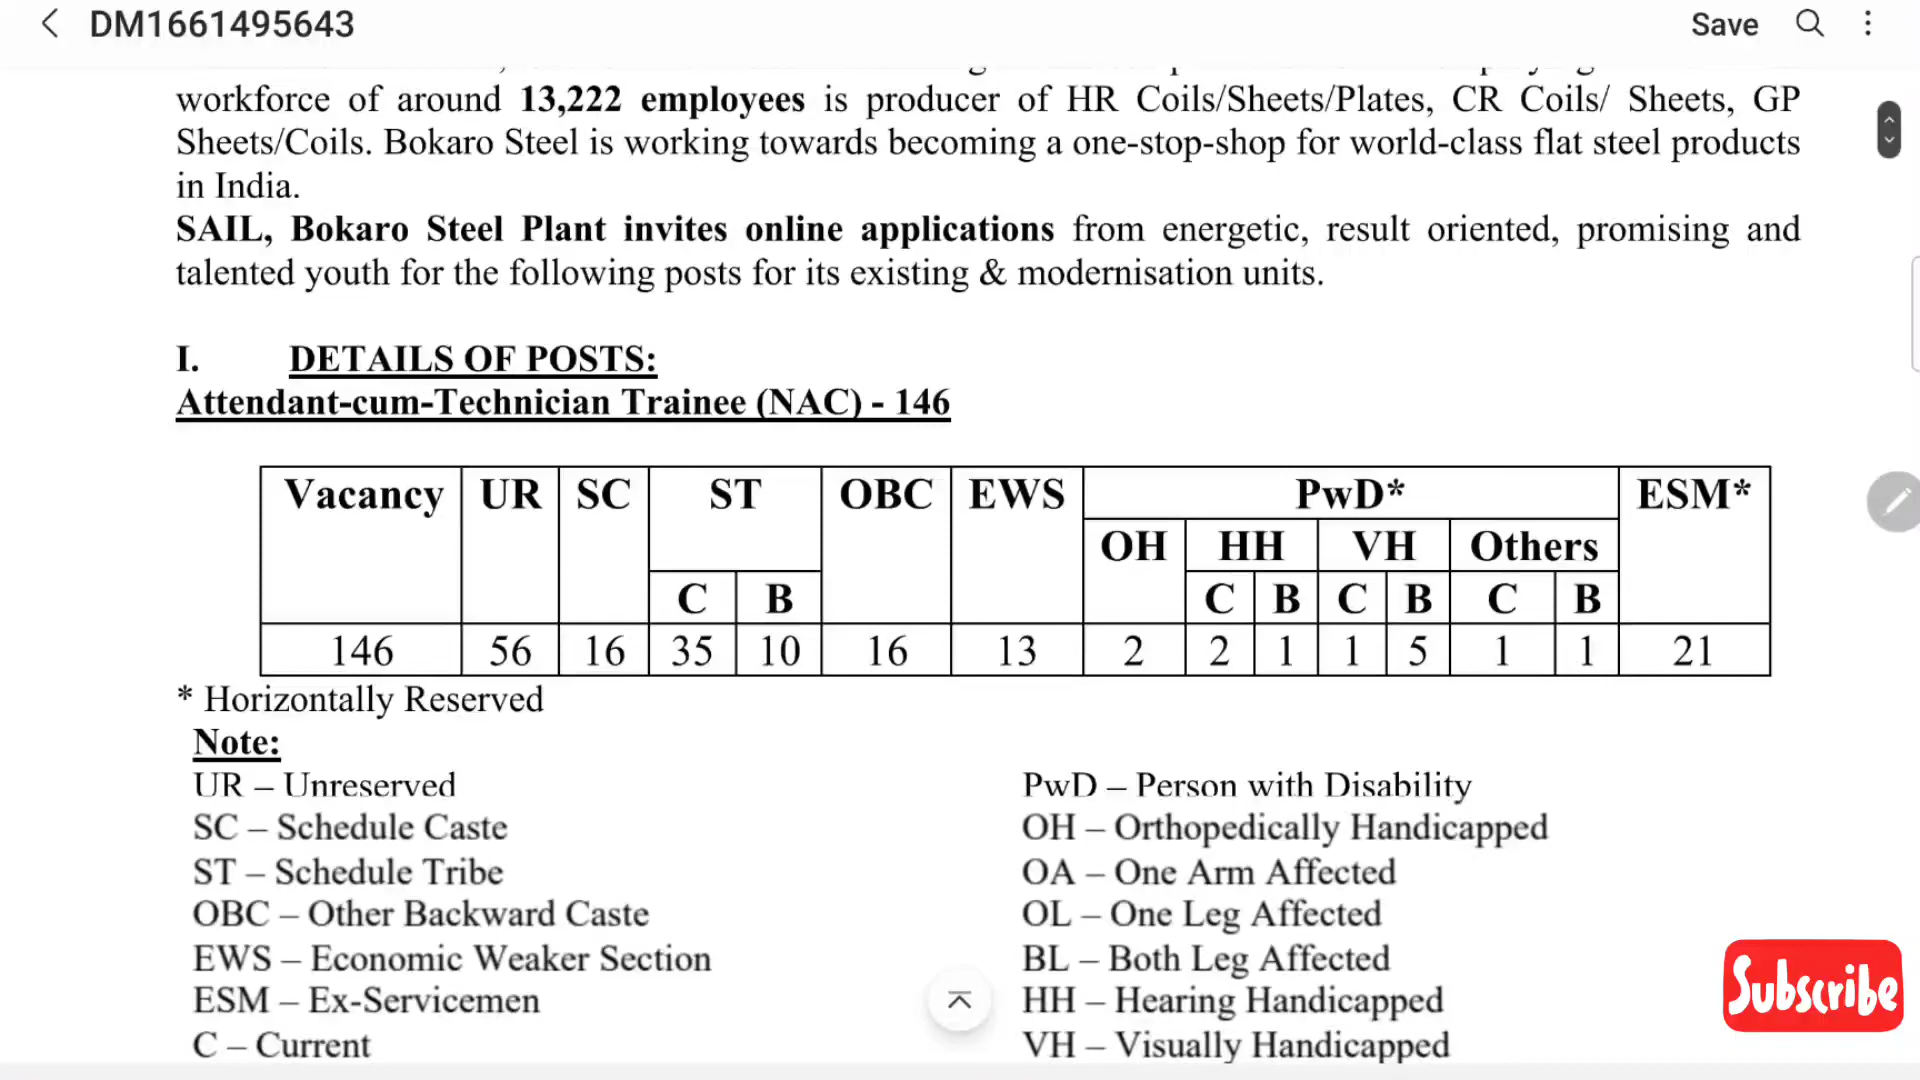 DM1661495643
Save
workforce of around 13,222 employees is producer of HR Coils/Sheets/Plates, CR Coils/ Sheets, GP
Sheets/Coils. Bokaro Steel is working towards becoming a one-stop-shop for world-class flat steel products
in India.
SAIL, Bokaro Steel Plant invites online applications from energetic, result oriented, promising and
talented youth for the following posts for its existing & modernisation units.
I. DETAILS OF POSTS:
Attendant-cum-Technician Trainee (NAC) - 146
Vacancy UR SC ST OBC EWS PwD* ESM*
OH HH VH Others
C B C B C B C B
146 56 16 35 10 16 13 2 2 1 1 5 1 1 21
* Horizontally Reserved
Note:
UR – Unreserved
SC – Schedule Caste
ST – Schedule Tribe
OBC – Other Backward Caste
EWS – Economic Weaker Section
ESM – Ex-Servicemen
C – Current
PwD – Person with Disability
OH – Orthopedically Handicapped
OA – One Arm Affected
OL – One Leg Affected
BL – Both Leg Affected
HH – Hearing Handicapped
VH – Visually Handicapped
Subscribe